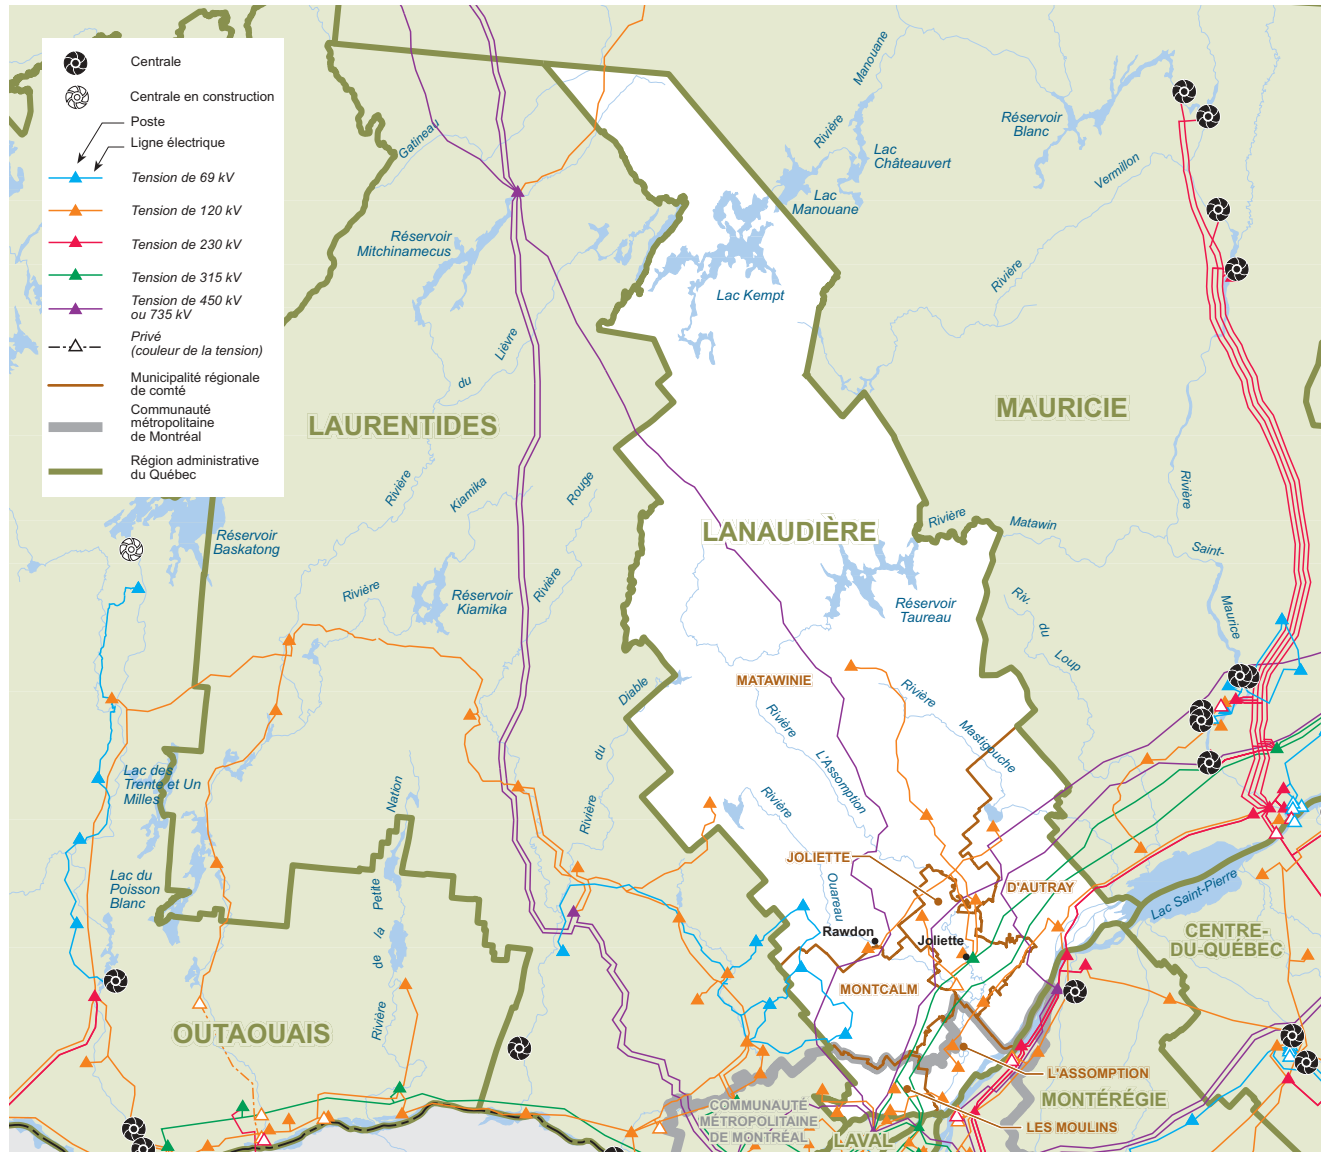 Centrale
Centrale en construction
Poste
Ligne électrique
Tension de 69 kV
Tension de 120 kV
Tension de 230 kV
Tension de 315 kV
Tension de 450 kV
ou 735 kV
Privé
(couleur de la tension)
Municipalité régionale
de comté
Communauté
métropolitaine
de Montréal
Région administrative
du Québec
Gatineau
Réservoir
Mitchinamecus
Lièvre
du
Rivière
Manouane
Rivière
Lac
Châteauvert
Lac
Manouane
Lac Kempt
Réservoir
Blanc
Vermillon
Rivière
LAURENTIDES
MAURICIE
LANAUDIÈRE
Kiamika
Rivière
Rouge
Rivière
Réservoir
Baskatong
Réservoir
Kiamika
Rivière
Matawin
Rivière
Saint-
Maurice
Réservoir
Taureau
Riv.
du
Loup
MATAWINIE
Diable
du
Rivière
Rivière
L'Assomption
Rivière
Mastigouche
Lac des
Trente et Un
Milles
Nation
Petite
la
de
Rivière
Rivière
Ouareau
JOLIETTE
D'AUTRAY
Lac du
Poisson
Blanc
Lac Saint-Pierre
Rawdon
Joliette
CENTRE-
DU-QUÉBEC
MONTCALM
OUTAOUAIS
L'ASSOMPTION
MONTÉRÉGIE
COMMUNAUTÉ
MÉTROPOLITAINE
DE MONTRÉAL
LES MOULINS
LAVAL